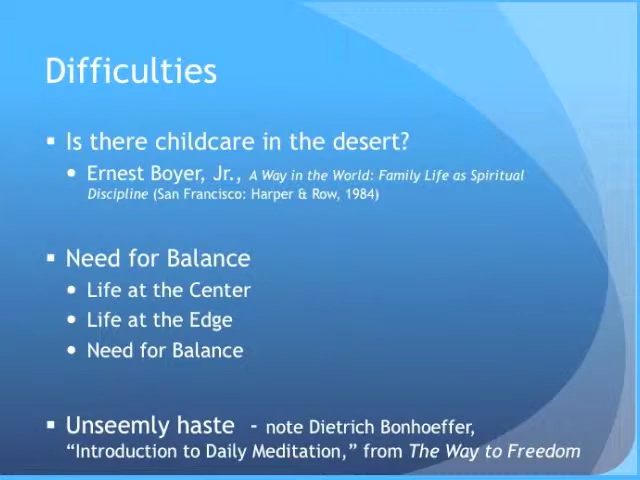 Difficulties
▪ Is there childcare in the desert?
• Ernest Boyer, Jr., A Way in the World: Family Life as Spiritual
Discipline (San Francisco: Harper & Row, 1984)
▪ Need for Balance
• Life at the Center
• Life at the Edge
• Need for Balance
▪ Unseemly haste - note Dietrich Bonhoeffer,
“Introduction to Daily Meditation,” from The Way to Freedom